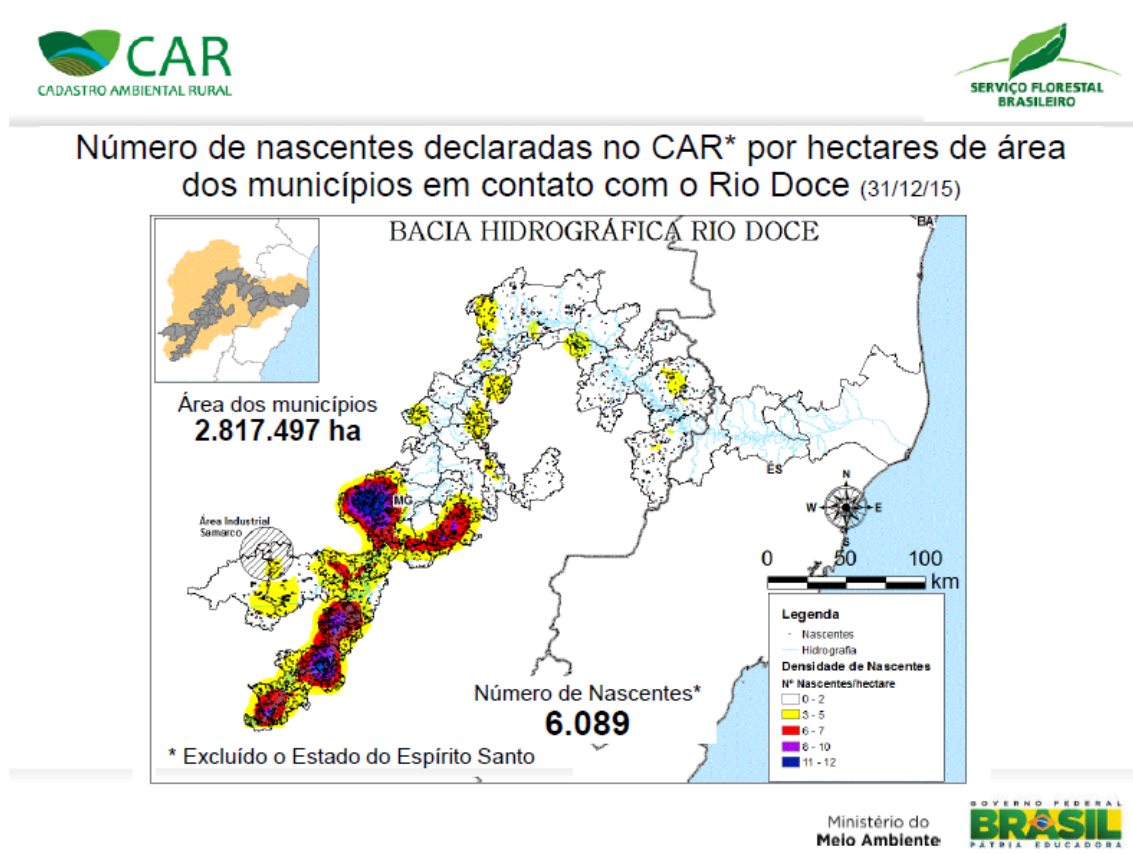 CAR
CADASTRO AMBIENTAL RURAL
SERVIÇO FLORESTAL
BRASILEIRO
Número de nascentes declaradas no CAR* por hectares de área
dos municípios em contato com o Rio Doce (31/12/15)
BACIA HIDROGRÁFICA RIO DOCE
BA
Área dos municípios
2.817.497 ha
ES
MG
Área Industrial
Samarco
N
W
E
S
0 50 100
km
Legenda
Nascentes
Hidrografia
Densidade de Nascentes
Nº Nascentes/hectare
0 - 2
3 - 5
6 - 7
8 - 10
11 - 12
Número de Nascentes*
6.089
* Excluído o Estado do Espírito Santo
Ministério do
Meio Ambiente
GOVERNO FEDERAL
BRASIL
PÁTRIA EDUCADORA